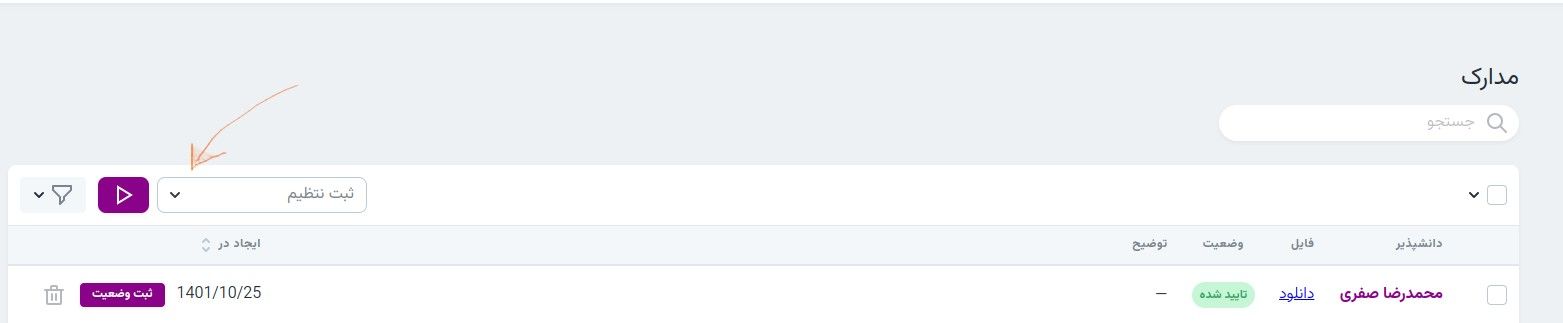 مدارک
جستجو
ثبت نتظیم
دانشپذیر فایل وضعیت توضیح ایجاد در
محمدرضا صفری دانلود تایید شده — 1401/10/25 ثبت وضعیت